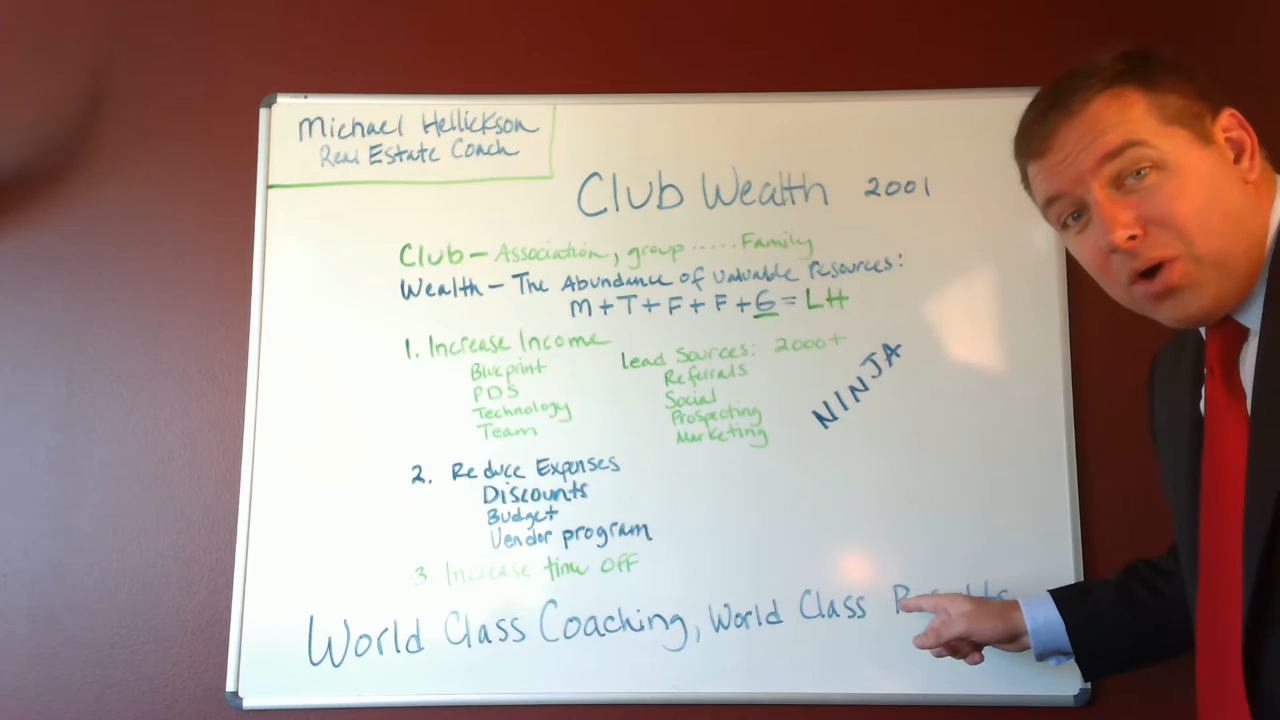 Michael Hellickson
Real Estate Coach
Club Wealth 2001
Club - Association, group ..... Family
Wealth - The Abundance of valuable resources:
M + T + F + F + G = LH
1. Increase Income
Blueprint
PDS
Technology
Team
Lead Sources: 2000+
Referrals
Social
Prospecting
Marketing
NINJA
2. Reduce Expenses
Discounts
Budget
Vendor program
3. Increase time off
World Class Coaching, World Class Results